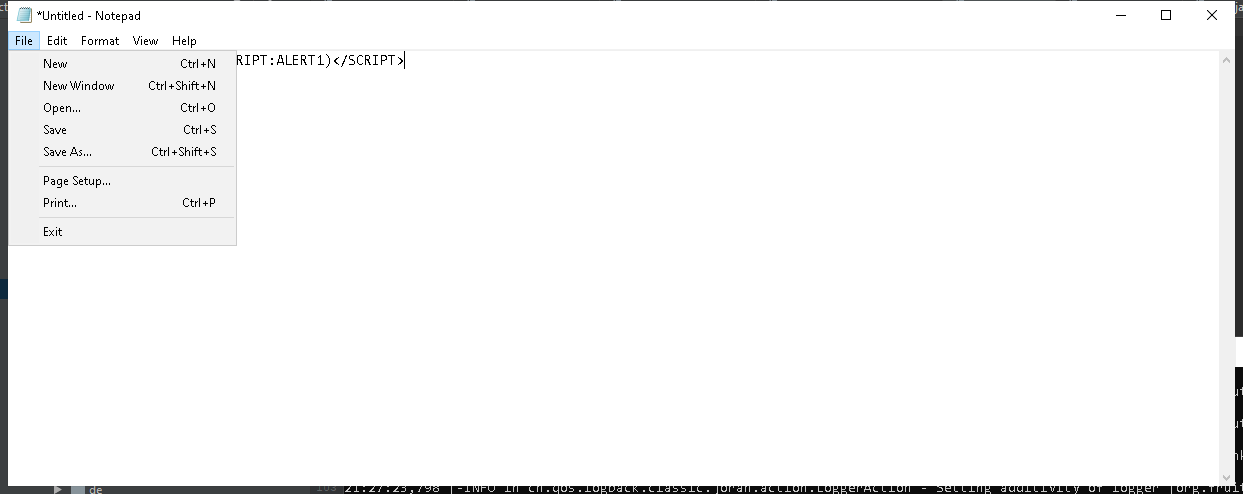 *Untitled - Notepad
File Edit Format View Help
RIPT:ALERT1)</SCRIPT>
New Ctrl+N
New Window Ctrl+Shift+N
Open... Ctrl+O
Save Ctrl+S
Save As... Ctrl+Shift+S
Page Setup...
Print... Ctrl+P
Exit
de
21:27:23,798 |-INFO in ch.qos.logback.classic.joran.action.LoggerAction - Setting additivity of logger